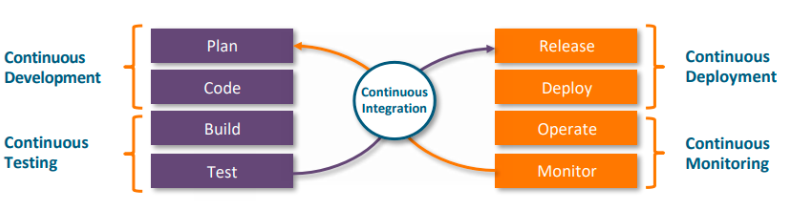 Continuous
Development
Plan
Code
Continuous
Testing
Build
Test
Continuous
Integration
Release
Deploy
Continuous
Deployment
Operate
Monitor
Continuous
Monitoring